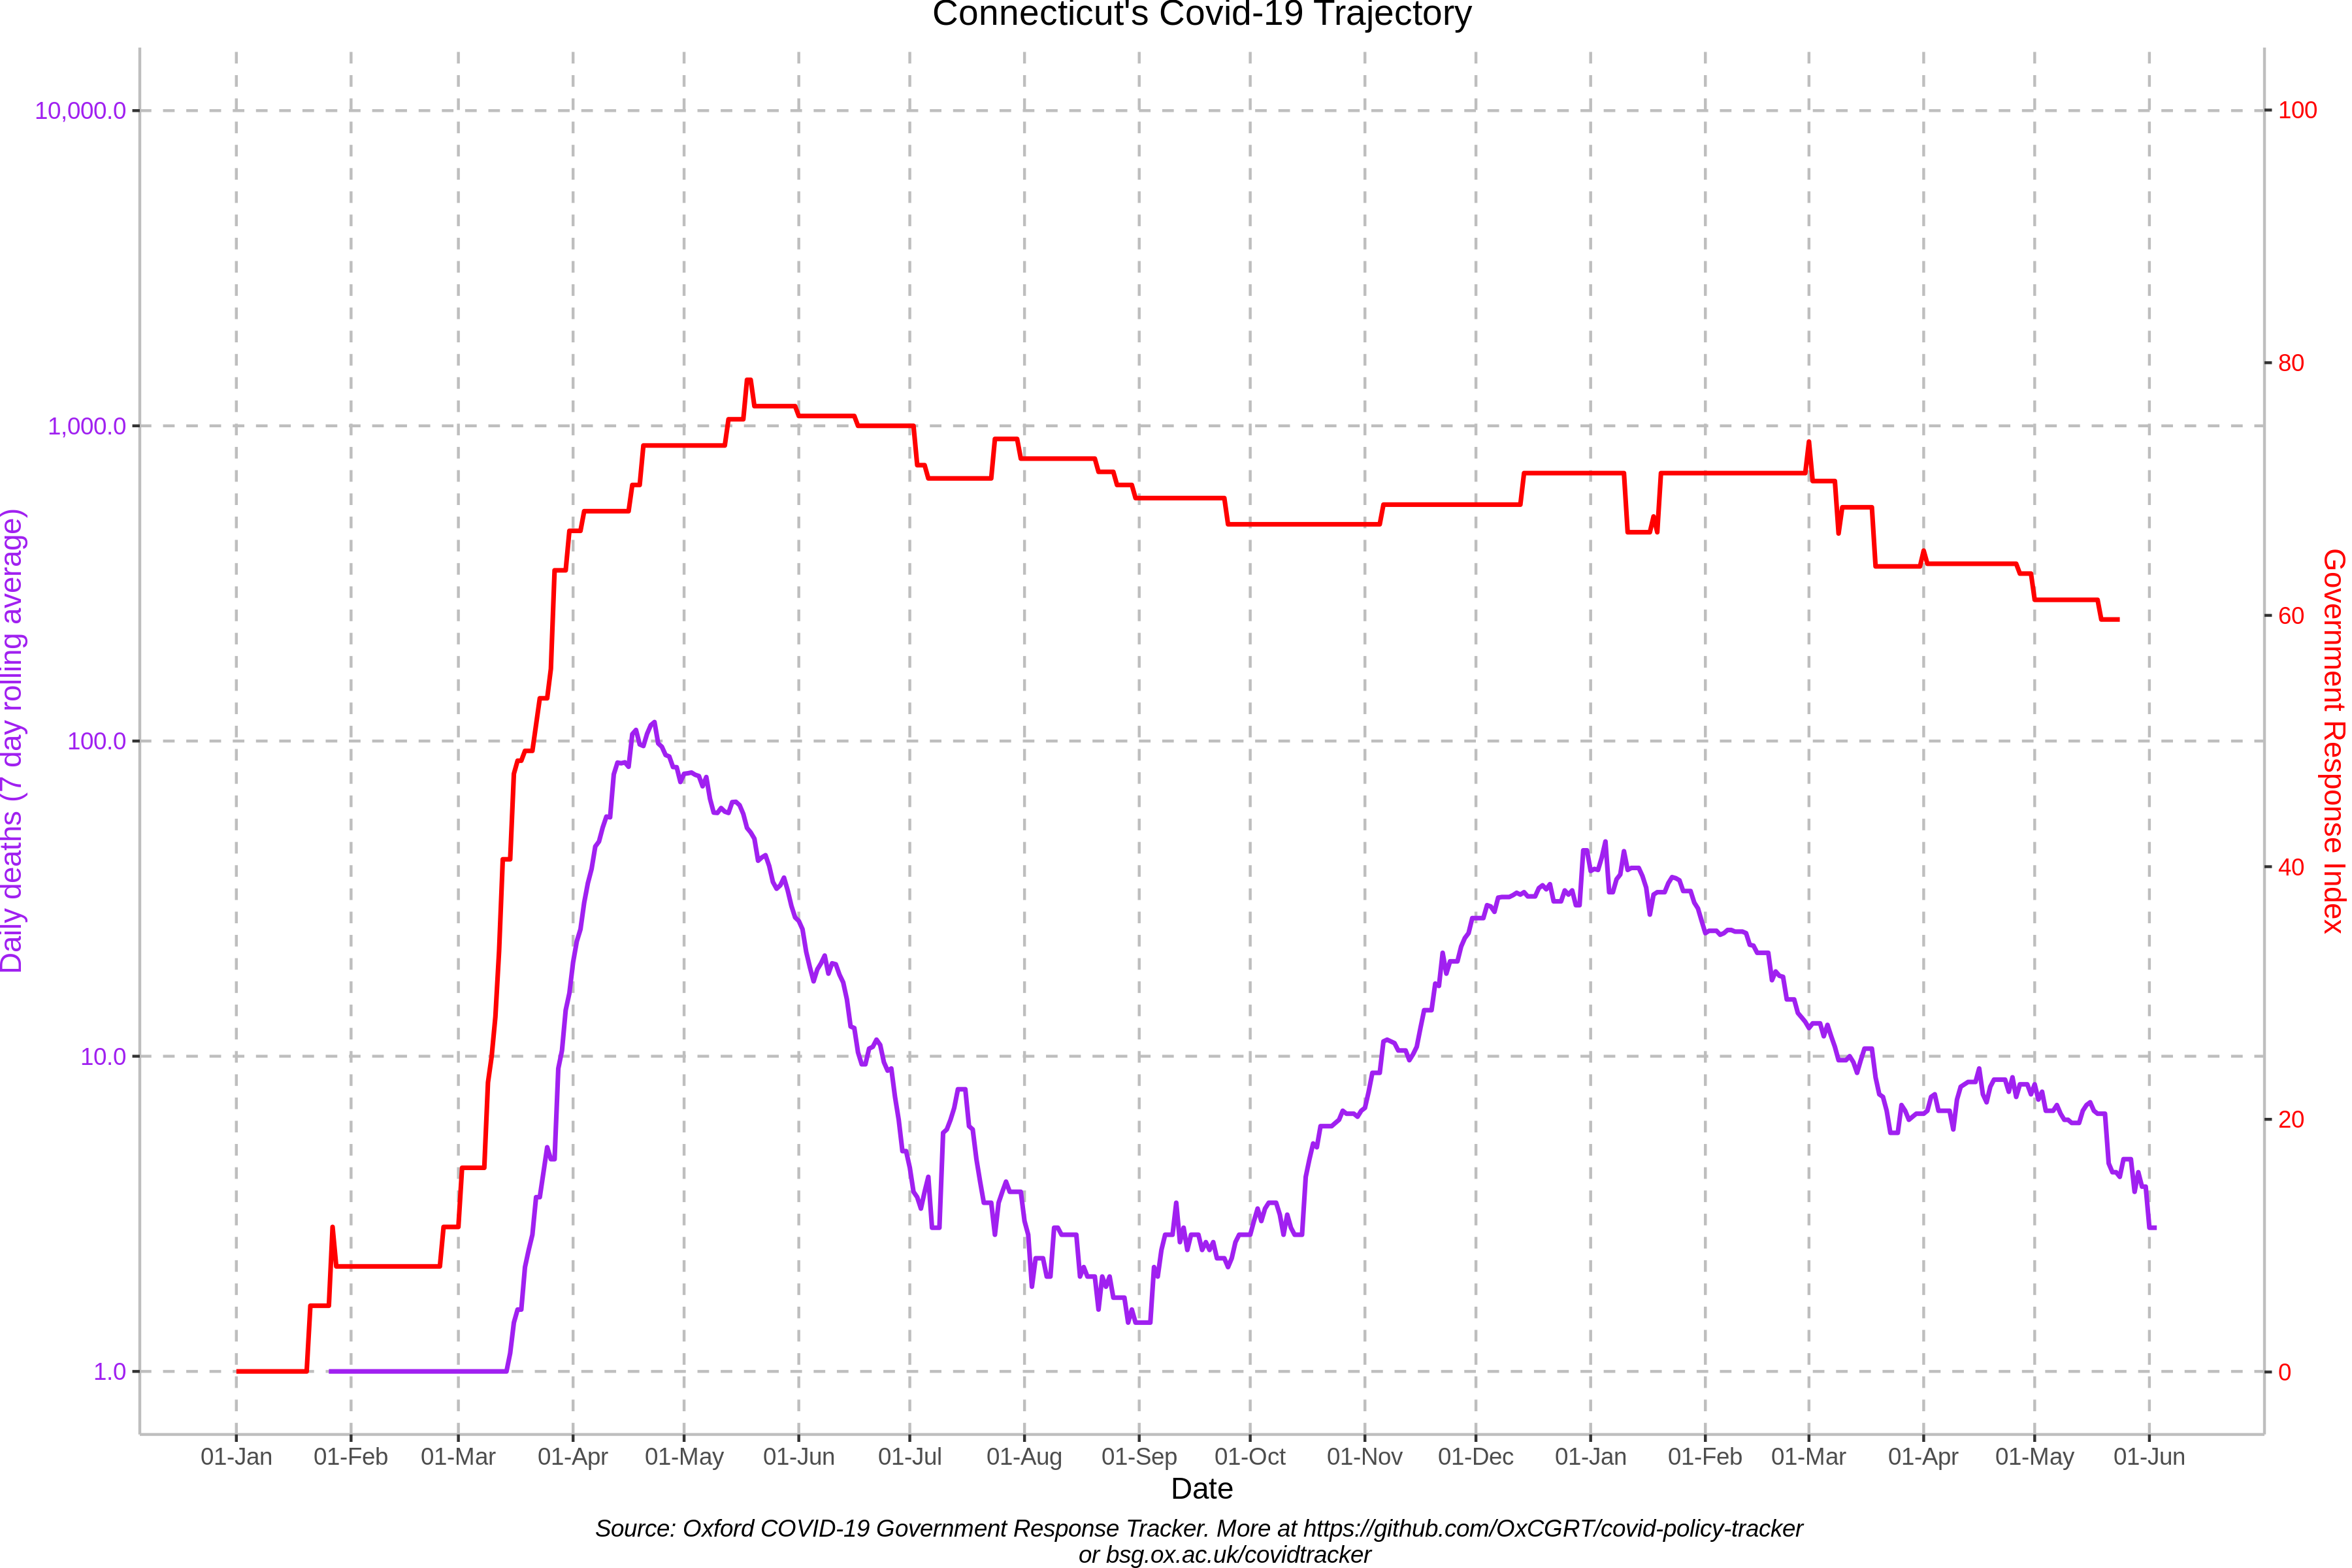 Connecticut's Covid-19 Trajectory
10,000.0
1,000.0
100.0
10.0
1.0
Daily deaths (7 day rolling average)
100
80
60
40
20
0
Government Response Index
01-Jan 01-Feb 01-Mar 01-Apr 01-May 01-Jun 01-Jul 01-Aug 01-Sep 01-Oct 01-Nov 01-Dec 01-Jan 01-Feb 01-Mar 01-Apr 01-May 01-Jun
Date
Source: Oxford COVID-19 Government Response Tracker. More at https://github.com/OxCGRT/covid-policy-tracker
or bsg.ox.ac.uk/covidtracker